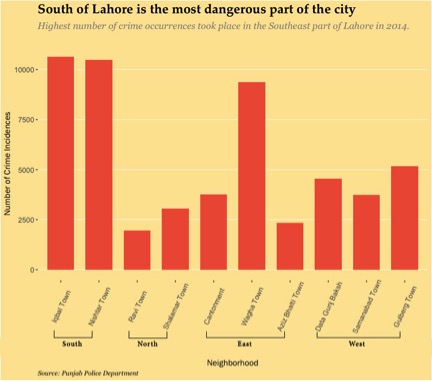 South of Lahore is the most dangerous part of the city
Highest number of crime occurrences took place in the Southeast part of Lahore in 2014.
Number of Crime Incidences
10000
7500
5000
2500
0
Iqbal Town
Nishtar Town
Ravi Town
Shalamar Town
Cantonment
Wagha Town
Aziz Bhatti Town
Data Gunj Baksh
Samanabad Town
Gulberg Town
South
North
East
West
Neighborhood
Source: Punjab Police Department